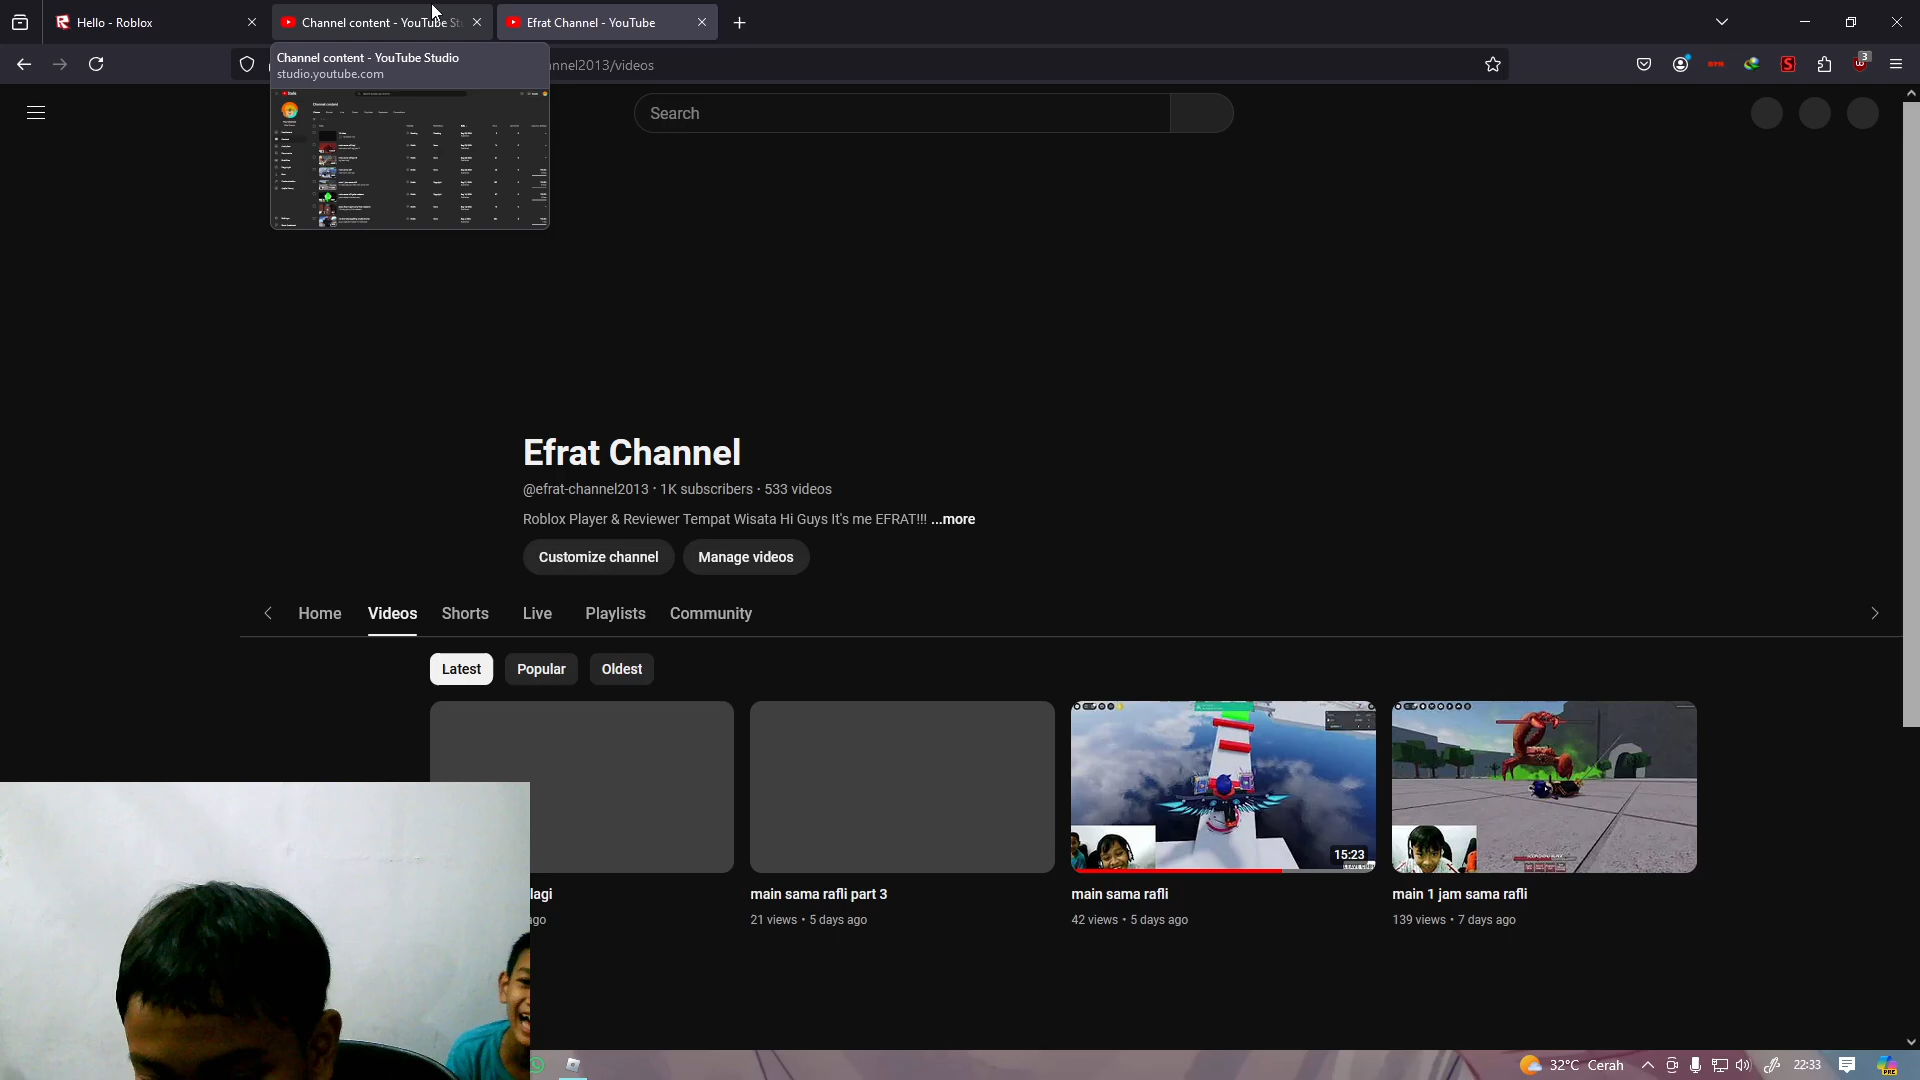 Hello - Roblox
Channel content - YouTube St
Efrat Channel - YouTube
Channel content - YouTube Studio
studio.youtube.com
nnel2013/videos
3
Search
Efrat Channel
@efrat-channel2013 · 1K subscribers · 533 videos
Roblox Player & Reviewer Tempat Wisata Hi Guys It's me EFRAT!!! ...more
Customize channel
Manage videos
Home
Videos
Shorts
Live
Playlists
Community
Latest
Popular
Oldest
15:23
lagi
main sama rafli part 3
main sama rafli
main 1 jam sama rafli
ago
21 views • 5 days ago
42 views • 5 days ago
139 views • 7 days ago
32°C Cerah
22:33
PRE